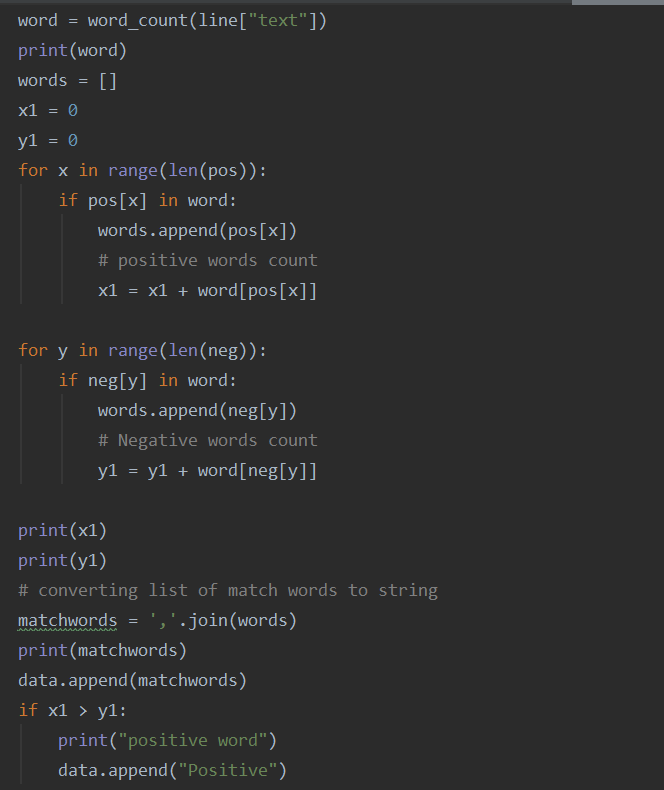 word = word_count(line["text"])
print(word)
words = []
x1 = 0
y1 = 0
for x in range(len(pos)):
    if pos[x] in word:
        words.append(pos[x])
        # positive words count
        x1 = x1 + word[pos[x]]
for y in range(len(neg)):
    if neg[y] in word:
        words.append(neg[y])
        # Negative words count
        y1 = y1 + word[neg[y]]
print(x1)
print(y1)
# converting list of match words to string
matchwords = ','.join(words)
print(matchwords)
data.append(matchwords)
if x1 > y1:
    print("positive word")
    data.append("Positive")